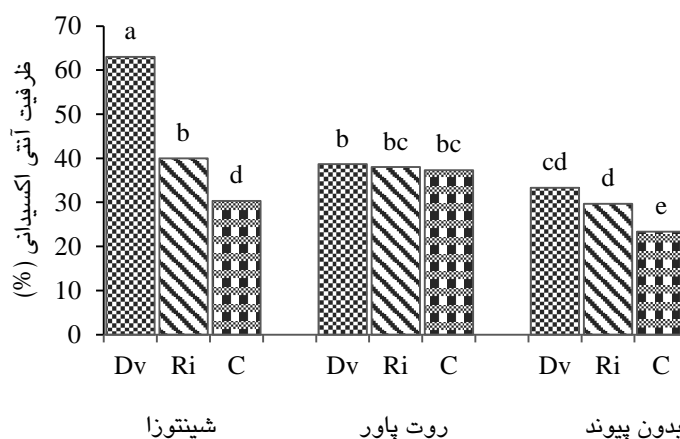 ظرفیت آنتی اکسیدانی (%)
70
60
50
40
30
20
10
0
a
b
d
b
bc
bc
cd
d
e
Dv Ri C Dv Ri C Dv Ri C
شینتوزا روت پاور بدون پیوند